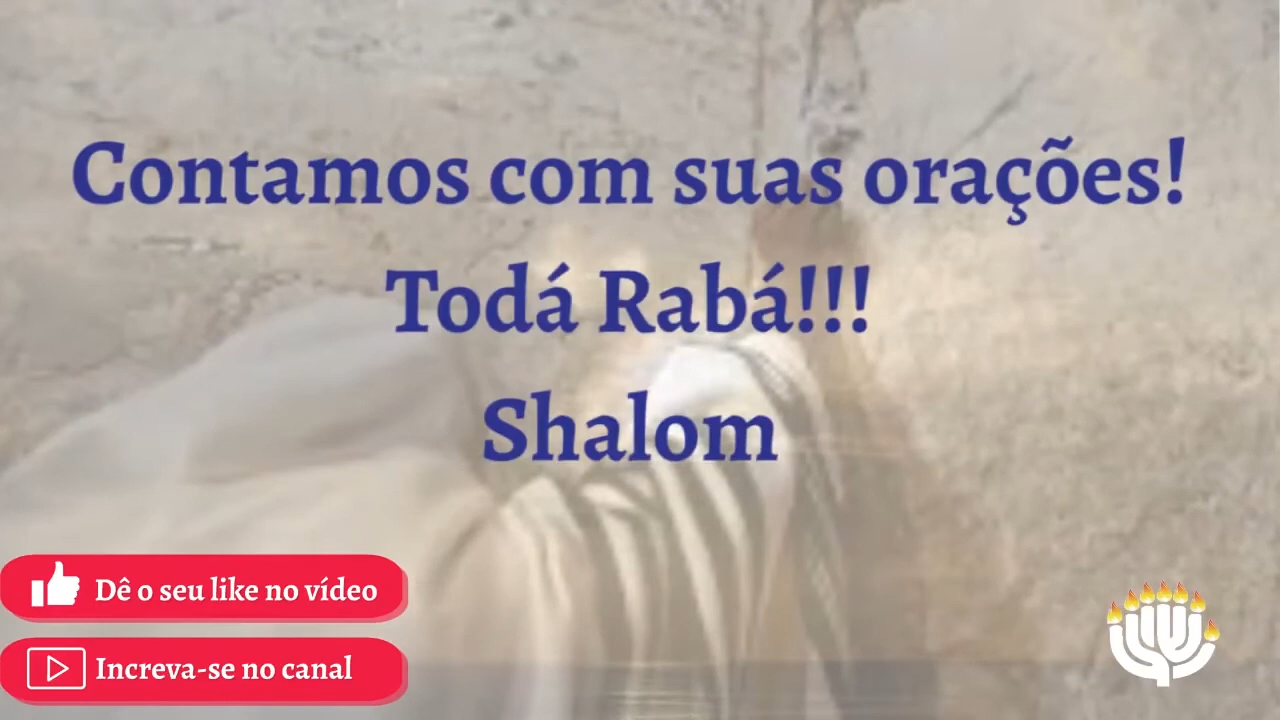 Contamos com suas orações!
Todá Rabá!!!
Shalom
Dê o seu like no vídeo
Increva-se no canal